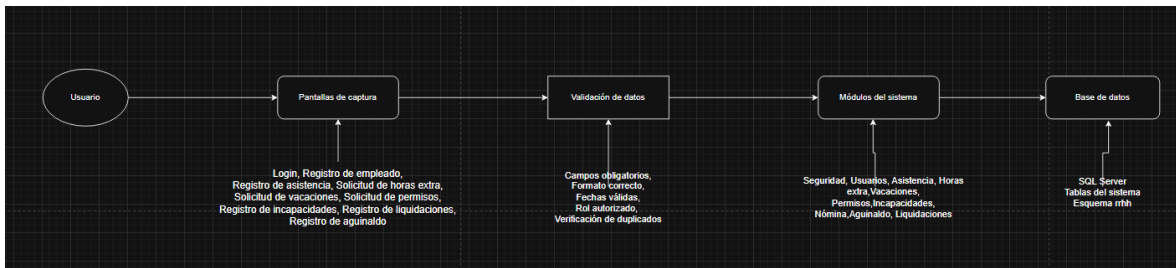 Usuario
Pantallas de captura
Validación de datos
Módulos del sistema
Base de datos
Login, Registro de empleado,
Registro de asistencia, Solicitud de horas extra,
Solicitud de vacaciones, Solicitud de permisos,
Registro de incapacidades, Registro de liquidaciones,
Registro de aguinaldo
Campos obligatorios,
Formato correcto,
Fechas válidas,
Rol autorizado,
Verificación de duplicados
Seguridad, Usuarios, Asistencia, Horas
extra,Vacaciones,
Permisos,Incapacidades,
Nómina,Aguinaldo, Liquidaciones
SQL Server
Tablas del sistema
Esquema rrhh